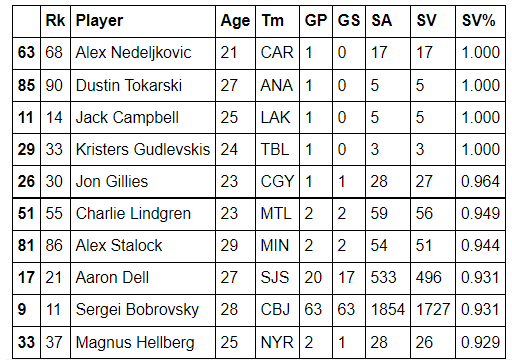 Rk Player Age Tm GP GS SA SV SV%
63 68 Alex Nedeljkovic 21 CAR 1 0 17 17 1.000
85 90 Dustin Tokarski 27 ANA 1 0 5 5 1.000
11 14 Jack Campbell 25 LAK 1 0 5 5 1.000
29 33 Kristers Gudlevskis 24 TBL 1 0 3 3 1.000
26 30 Jon Gillies 23 CGY 1 1 28 27 0.964
51 55 Charlie Lindgren 23 MTL 2 2 59 56 0.949
81 86 Alex Stalock 29 MIN 2 2 54 51 0.944
17 21 Aaron Dell 27 SJS 20 17 533 496 0.931
9 11 Sergei Bobrovsky 28 CBJ 63 63 1854 1727 0.931
33 37 Magnus Hellberg 25 NYR 2 1 28 26 0.929